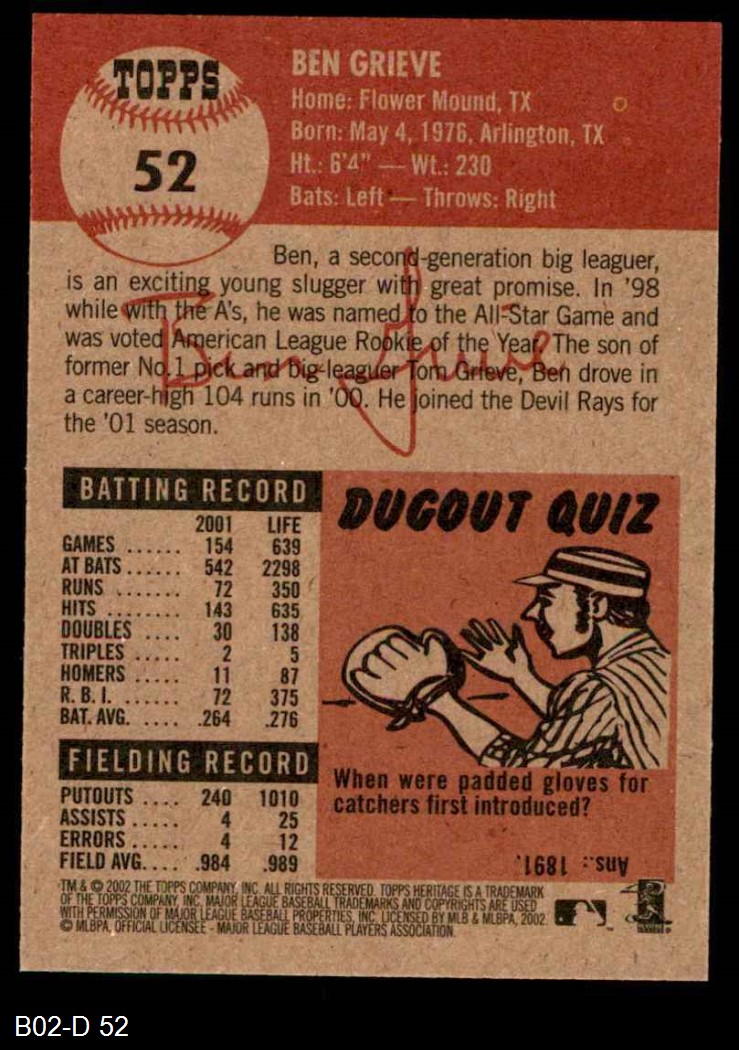 TOPPS
52
BEN GRIEVE
Home: Flower Mound, TX
Born: May 4, 1976, Arlington, TX
Ht.: 6'4" — Wt.: 230
Bats: Left — Throws: Right
Ben, a second-generation big leaguer,
is an exciting young slugger with great promise. In '98
while with the A's, he was named to the All-Star Game and
was voted American League Rookie of the Year. The son of
former No.1 pick and big-leaguer Tom Grieve, Ben drove in
a career-high 104 runs in '00. He joined the Devil Rays for
the '01 season.
Ben Grieve
BATTING RECORD
2001 LIFE
GAMES ...... 154 639
AT BATS ...... 542 2298
RUNS ...... 72 350
HITS ........ 143 635
DOUBLES .... 30 138
TRIPLES ..... 2 5
HOMERS ..... 11 87
R. B. I. ...... 72 375
BAT. AVG. ..... .264 .276
FIELDING RECORD
PUTOUTS .... 240 1010
ASSISTS ..... 4 25
ERRORS ..... 4 12
FIELD AVG. ... .984 .989
DUGOUT QUIZ
When were padded gloves for
catchers first introduced?
Ans.: 1891.
TM & © 2002 THE TOPPS COMPANY, INC. ALL RIGHTS RESERVED. TOPPS HERITAGE IS A TRADEMARK
OF THE TOPPS COMPANY, INC. MAJOR LEAGUE BASEBALL TRADEMARKS AND COPYRIGHTS ARE USED
WITH PERMISSION OF MAJOR LEAGUE BASEBALL PROPERTIES, INC. LICENSED BY MLB & MLBPA, 2002.
© MLBPA, OFFICIAL LICENSEE - MAJOR LEAGUE BASEBALL PLAYERS ASSOCIATION.
B02-D 52